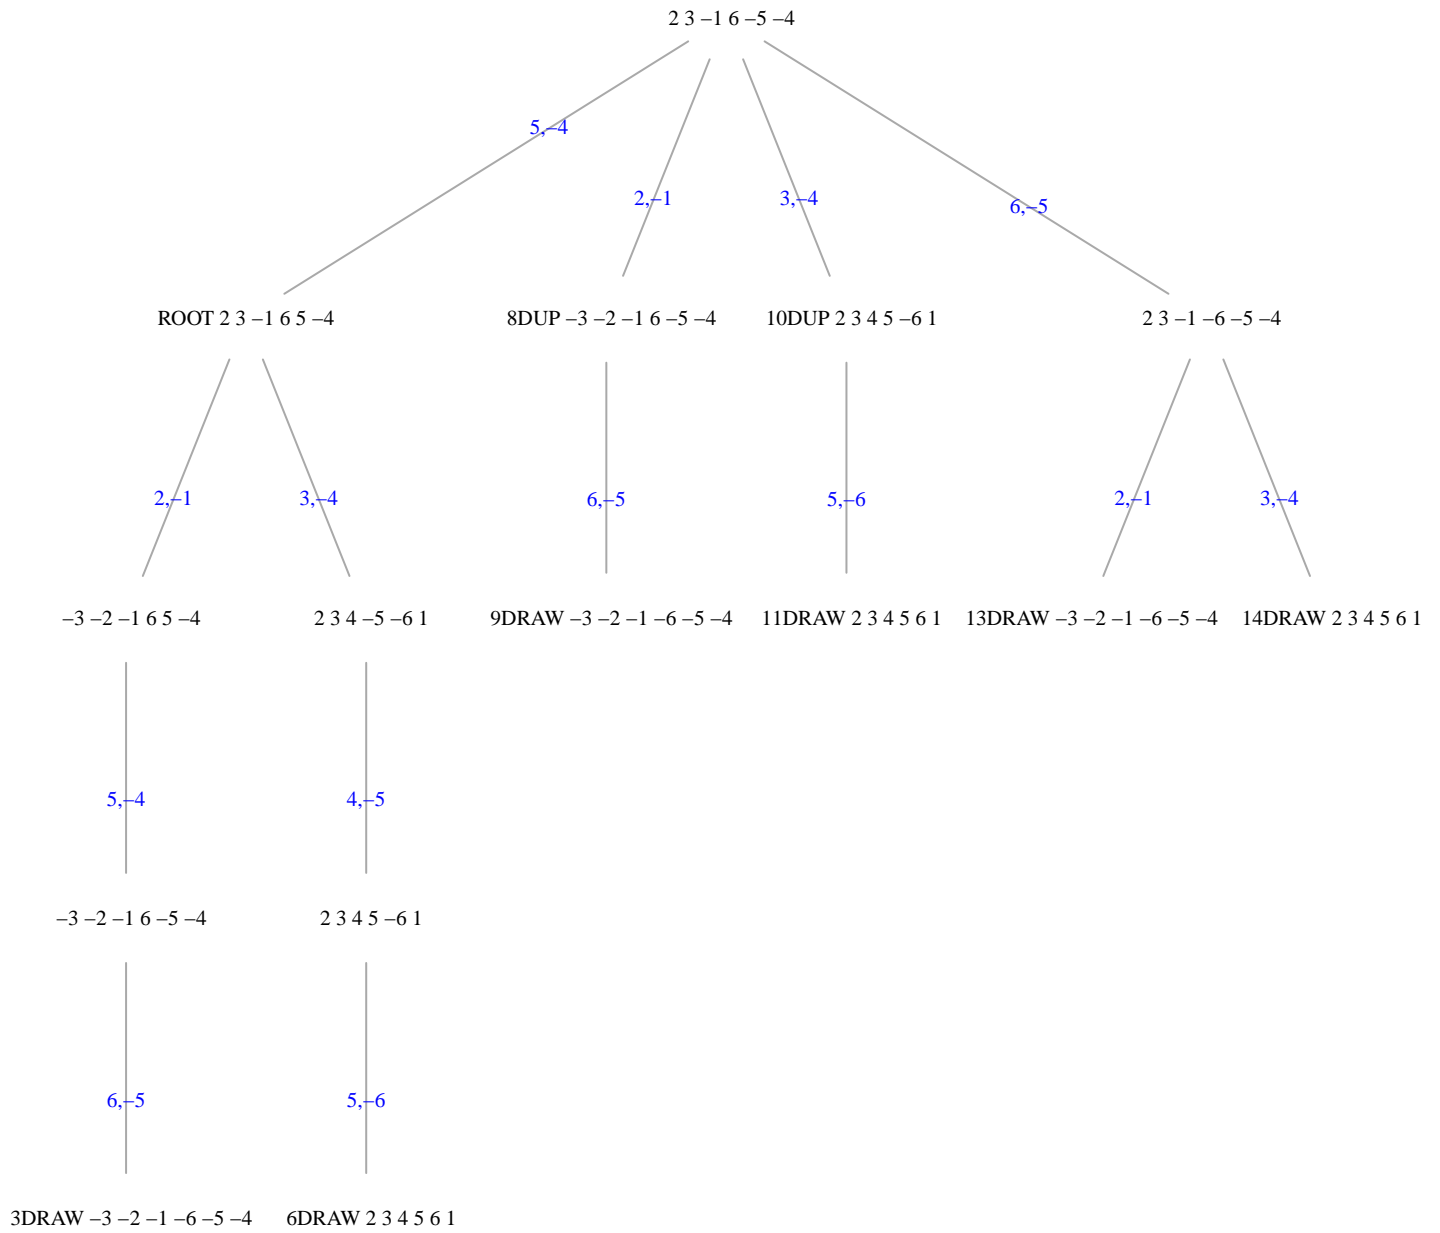 2 3 –1 6 –5 –4
5,–4
2,–1
3,–4
6,–5
ROOT 2 3 –1 6 5 –4
8DUP –3 –2 –1 6 –5 –4
10DUP 2 3 4 5 –6 1
2 3 –1 –6 –5 –4
2,–1
3,–4
6,–5
5,–6
2,–1
3,–4
–3 –2 –1 6 5 –4
2 3 4 –5 –6 1
9DRAW –3 –2 –1 –6 –5 –4
11DRAW 2 3 4 5 6 1
13DRAW –3 –2 –1 –6 –5 –4
14DRAW 2 3 4 5 6 1
5,–4
4,–5
–3 –2 –1 6 –5 –4
2 3 4 5 –6 1
6,–5
5,–6
3DRAW –3 –2 –1 –6 –5 –4
6DRAW 2 3 4 5 6 1